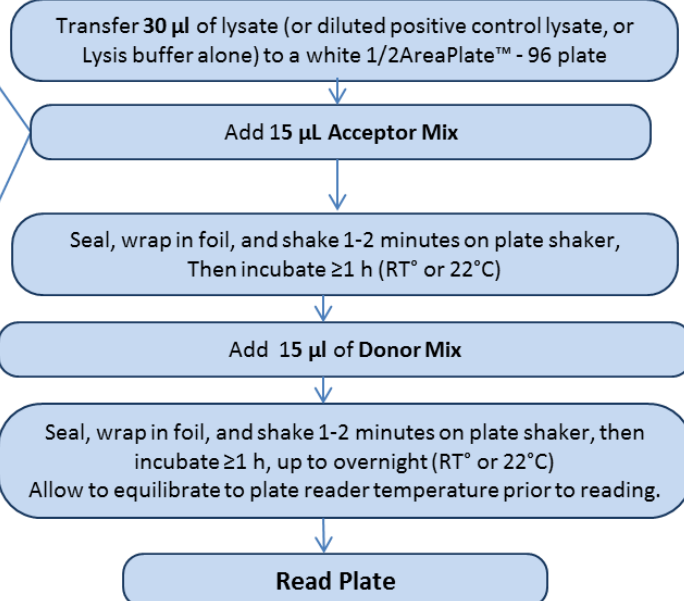 Transfer 30 µl of lysate (or diluted positive control lysate, or
Lysis buffer alone) to a white 1/2AreaPlate™ - 96 plate
Add 15 µL Acceptor Mix
Seal, wrap in foil, and shake 1-2 minutes on plate shaker,
Then incubate ≥1 h (RT° or 22°C)
Add 15 µl of Donor Mix
Seal, wrap in foil, and shake 1-2 minutes on plate shaker, then
incubate ≥1 h, up to overnight (RT° or 22°C)
Allow to equilibrate to plate reader temperature prior to reading.
Read Plate